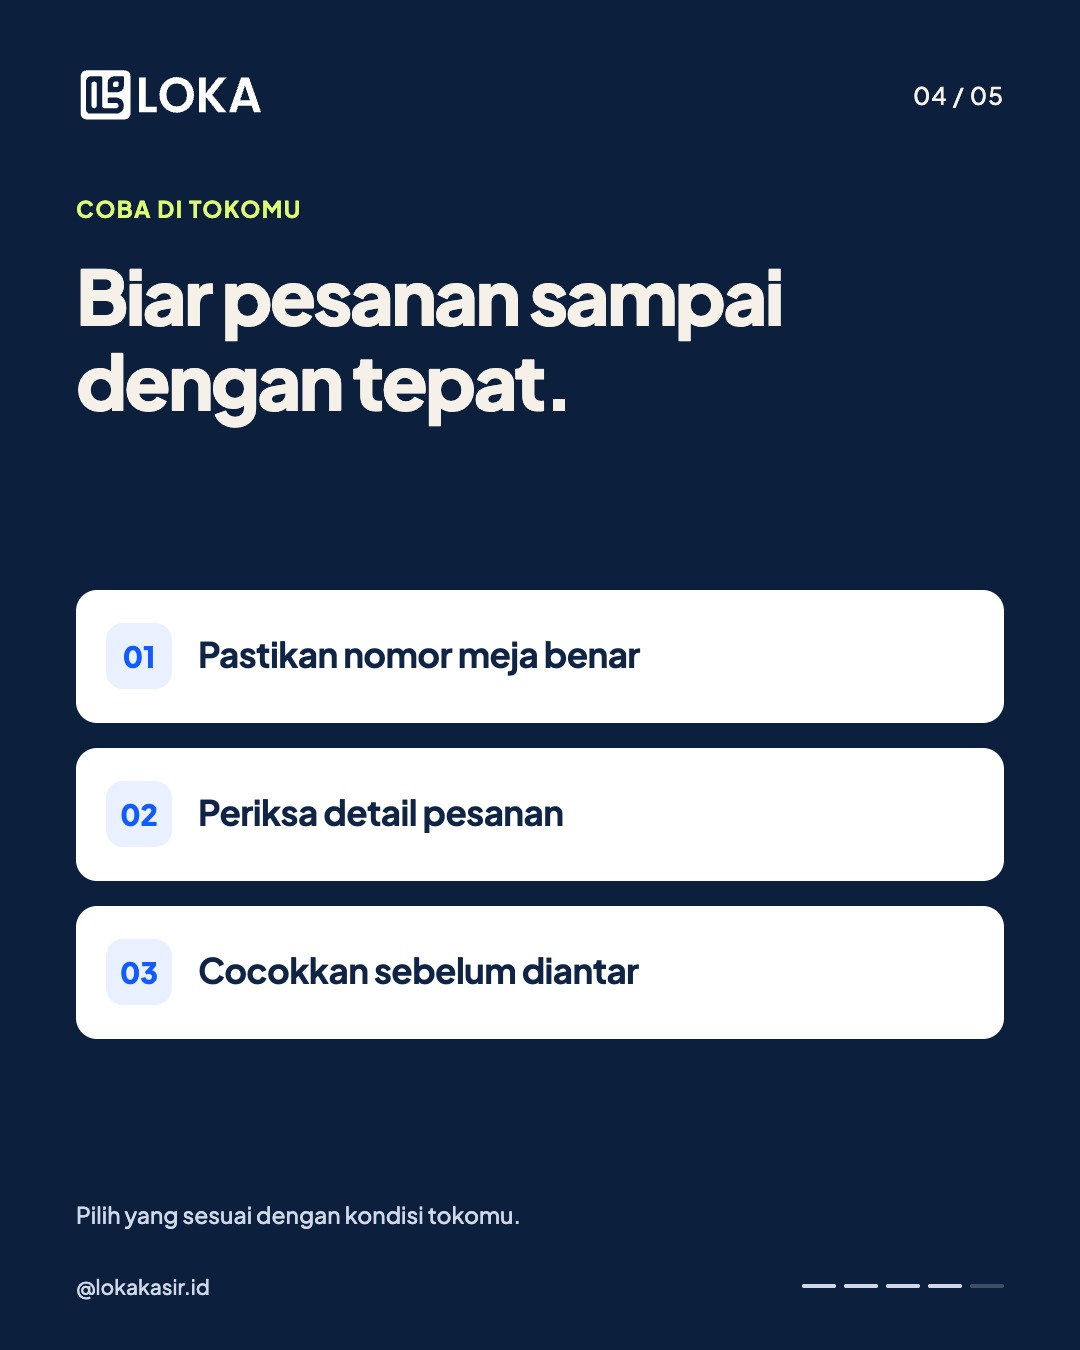 LOKA
04 / 05
COBA DI TOKOMU
Biar pesanan sampai
dengan tepat.
01 Pastikan nomor meja benar
02 Periksa detail pesanan
03 Cocokkan sebelum diantar
Pilih yang sesuai dengan kondisi tokomu.
@lokakasir.id